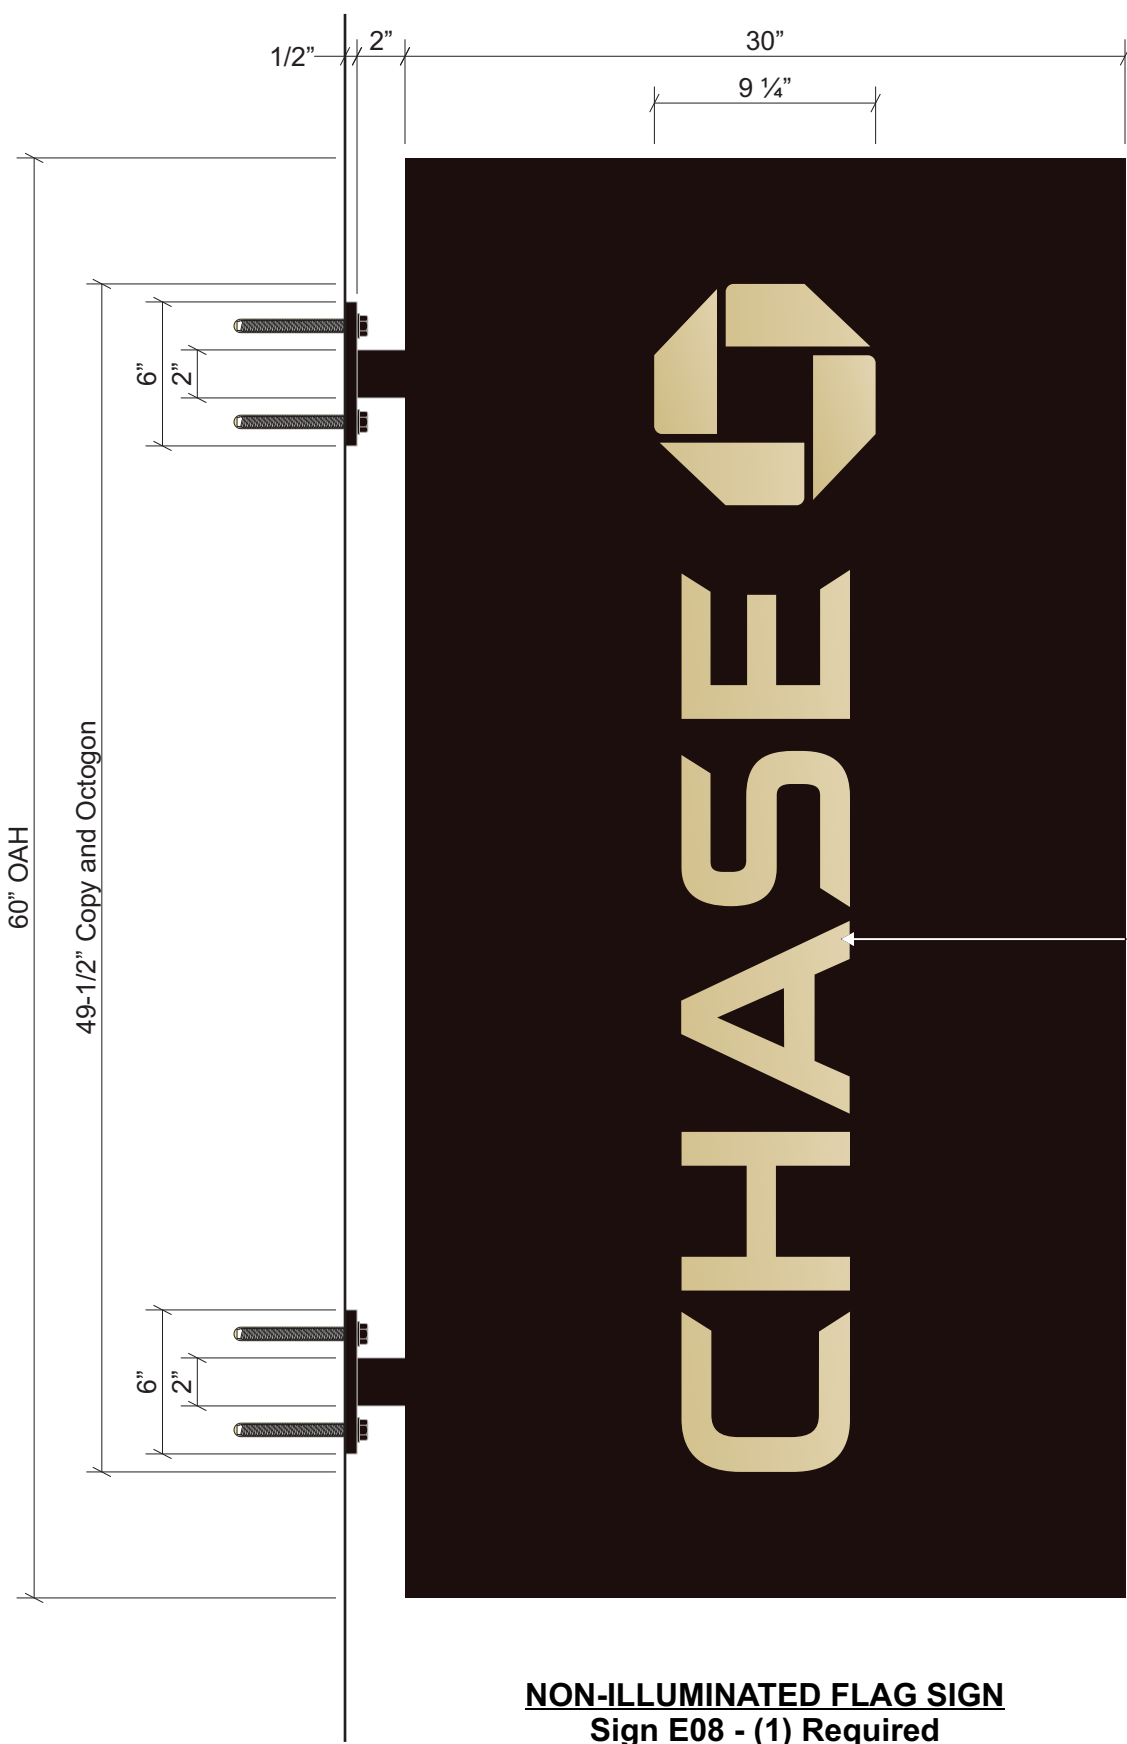 1/2”
2”
30”
9 ¼”
6”
2”
60” OAH
49-1/2” Copy and Octogon
CHASE
6”
2”
NON-ILLUMINATED FLAG SIGN
Sign E08 - (1) Required